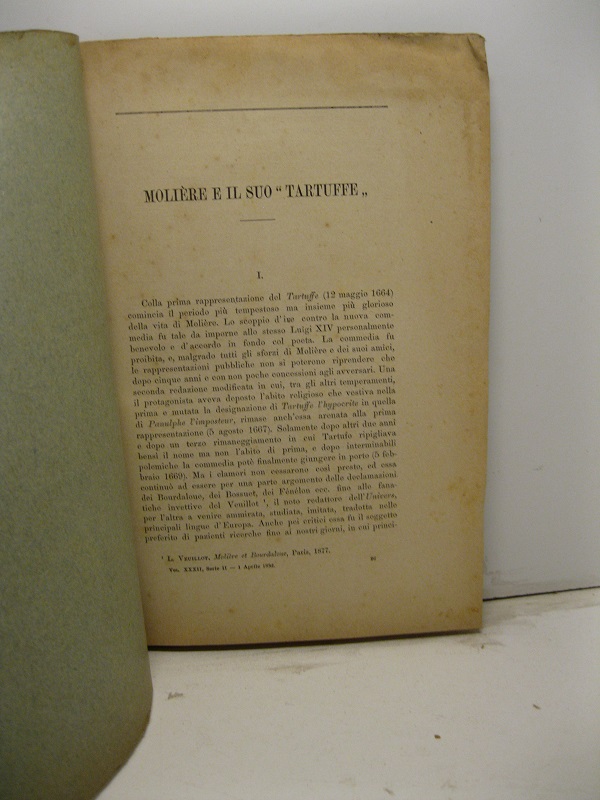 MOLIÈRE E IL SUO “ TARTUFFE „
I.
Colla prima rappresentazione del Tartuffe (12 maggio 1664)
comincia il periodo più tempestoso ma insieme più glorioso
della vita di Molière. Lo scoppio d'ire contro la nuova com-
media fu tale da imporne allo stesso Luigi XIV personalmente
benevolo e d'accordo in fondo col poeta. La commedia fu
proibita, e, malgrado tutti gli sforzi di Molière e dei suoi amici,
le rappresentazioni pubbliche non si poterono riprendere che
dopo cinque anni e con non poche concessioni agli avversari. Una
seconda redazione modificata in cui, tra gli altri temperamenti,
il protagonista aveva deposto l'abito religioso che vestiva nella
prima e mutata la designazione di Tartuffe l'hypocrite in quella
di Panulphe l'imposteur, rimase anch'essa arenata alla prima
rappresentazione (5 agosto 1667). Solamente dopo altri due anni
e dopo un terzo rimaneggiamento in cui Tartufo ripigliava
bensì il nome ma non l'abito di prima, e dopo interminabili
polemiche la commedia potè finalmente giungere in porto (5 feb-
braio 1669). Ma i clamori non cessarono così presto, ed essa
continuò ad essere per una parte argomento delle declamazioni
dei Bourdaloue, dei Bossuet, dei Fénélon ecc. fino alle fana-
tiche invettive del Veuillot ¹, il noto redattore dell'Univers,
per l'altra a venire ammirata, studiata, imitata, tradotta nelle
principali lingue d'Europa. Anche pei critici essa fu il soggetto
preferito di pazienti ricerche fino ai nostri giorni, in cui princi-
¹ L. VEUILLOT, Molière et Bourdaloue, Paris, 1877.
Vol. XXXII, Serie II — 1 Aprile